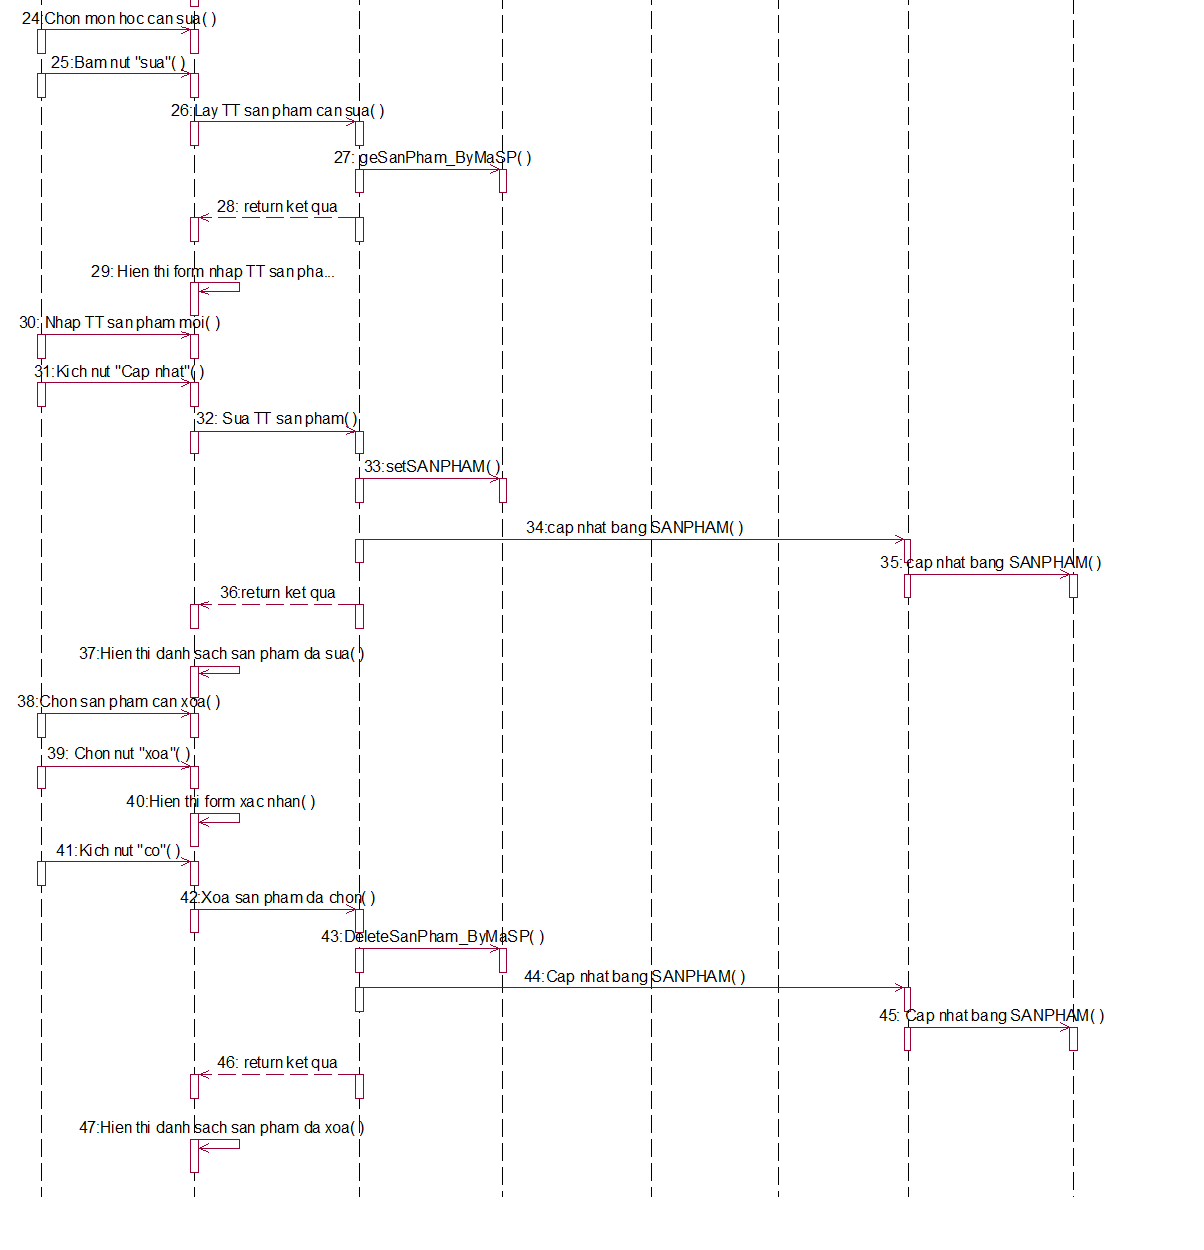 24:Chon mon hoc can sua( )
25:Bam nut "sua"( )
26:Lay TT san pham can sua( )
27: geSanPham_ByMaSP( )
28: return ket qua
29: Hien thi form nhap TT san pha...
30: Nhap TT san pham moi( )
31:Kich nut "Cap nhat"( )
32: Sua TT san pham( )
33:setSANPHAM( )
34:cap nhat bang SANPHAM( )
35: cap nhat bang SANPHAM( )
36:return ket qua
37:Hien thi danh sach san pham da sua( )
38:Chon san pham can xoa( )
39: Chon nut "xoa"( )
40:Hien thi form xac nhan( )
41:Kich nut "co"( )
42:Xoa san pham da chon( )
43:DeleteSanPham_ByMaSP( )
44:Cap nhat bang SANPHAM( )
45: Cap nhat bang SANPHAM( )
46: return ket qua
47:Hien thi danh sach san pham da xoa( )